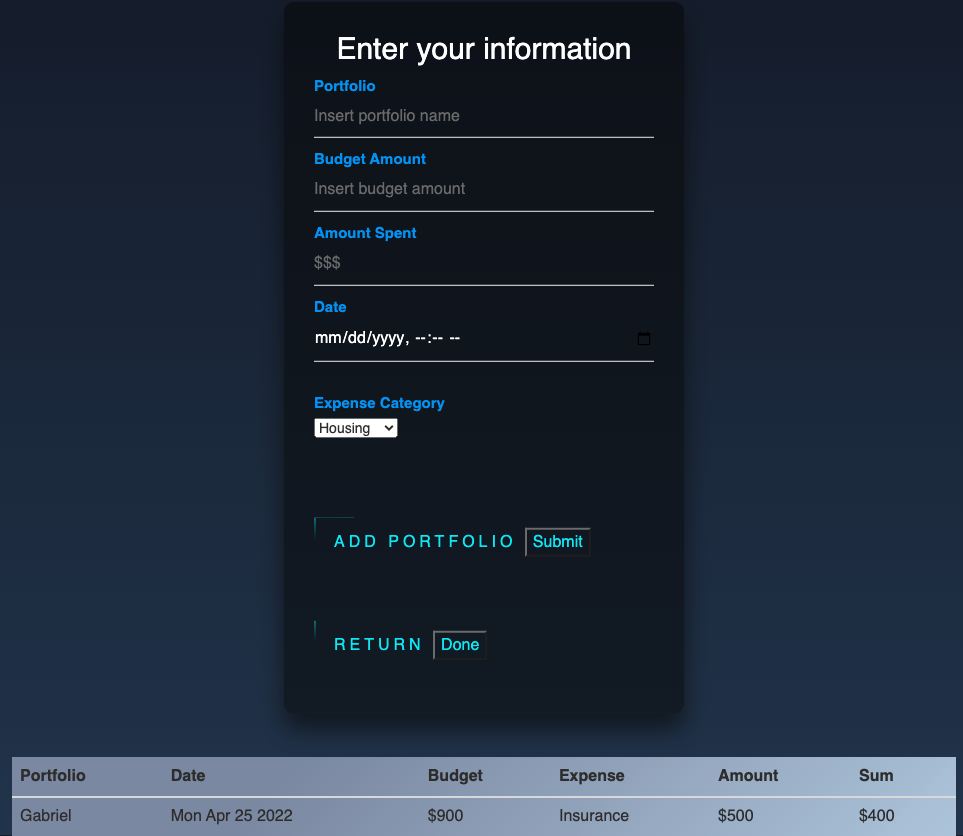 Enter your information
Portfolio
Insert portfolio name
Budget Amount
Insert budget amount
Amount Spent
$$$
Date
mm/dd/yyyy, --:-- --
Expense Category
Housing
ADD PORTFOLIO Submit
RETURN Done
Portfolio Date Budget Expense Amount Sum
Gabriel Mon Apr 25 2022 $900 Insurance $500 $400